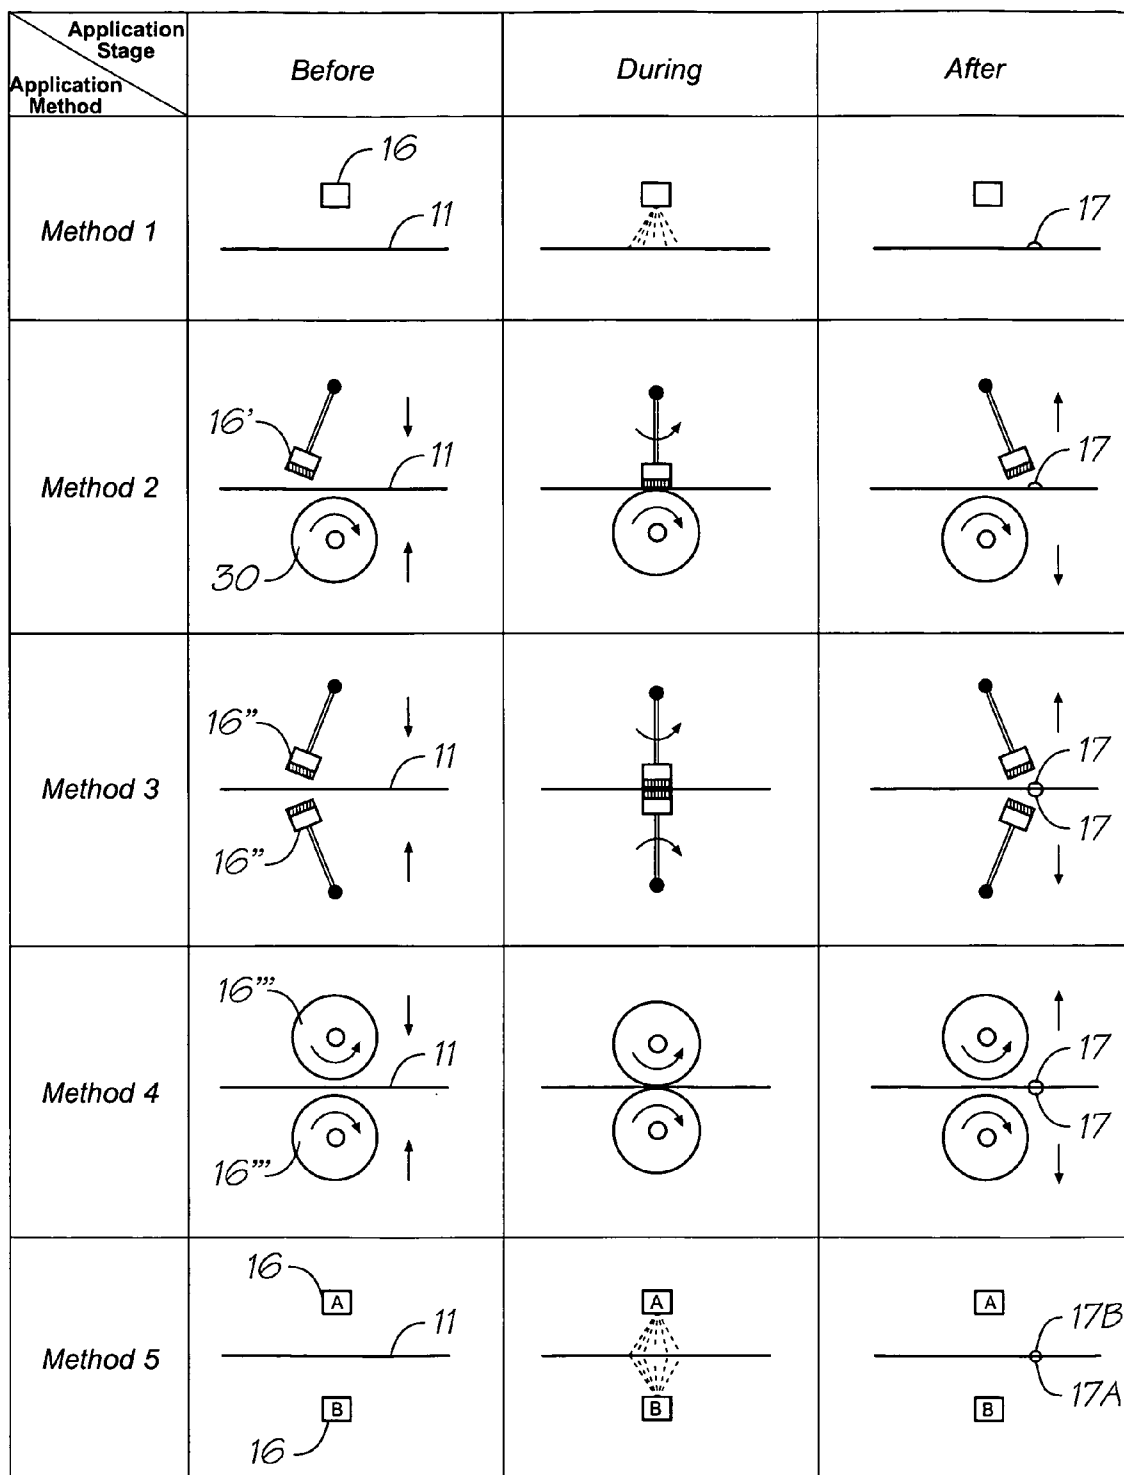 Application
Stage
Application
Method
Before
During
After
Method 1
16
11
17
Method 2
16'
11
30
17
Method 3
16"
11
16"
17
17
Method 4
16'"
11
16'"
17
17
Method 5
16
A
11
B
16
A
B
A
17B
17A
B